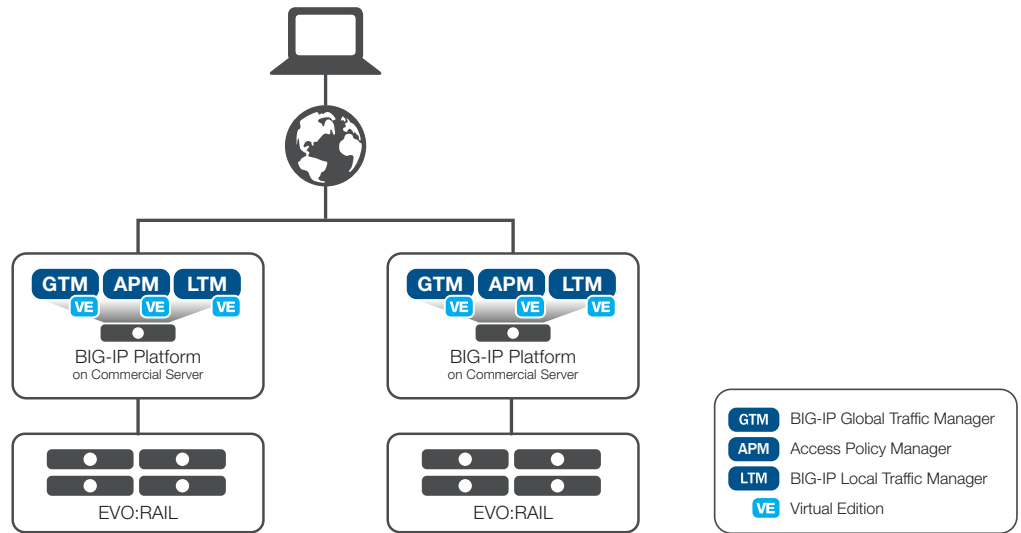 GTM APM LTM
VE VE VE
BIG-IP Platform
on Commercial Server
EVO:RAIL
GTM APM LTM
VE VE VE
BIG-IP Platform
on Commercial Server
EVO:RAIL
GTM BIG-IP Global Traffic Manager
APM Access Policy Manager
LTM BIG-IP Local Traffic Manager
VE Virtual Edition